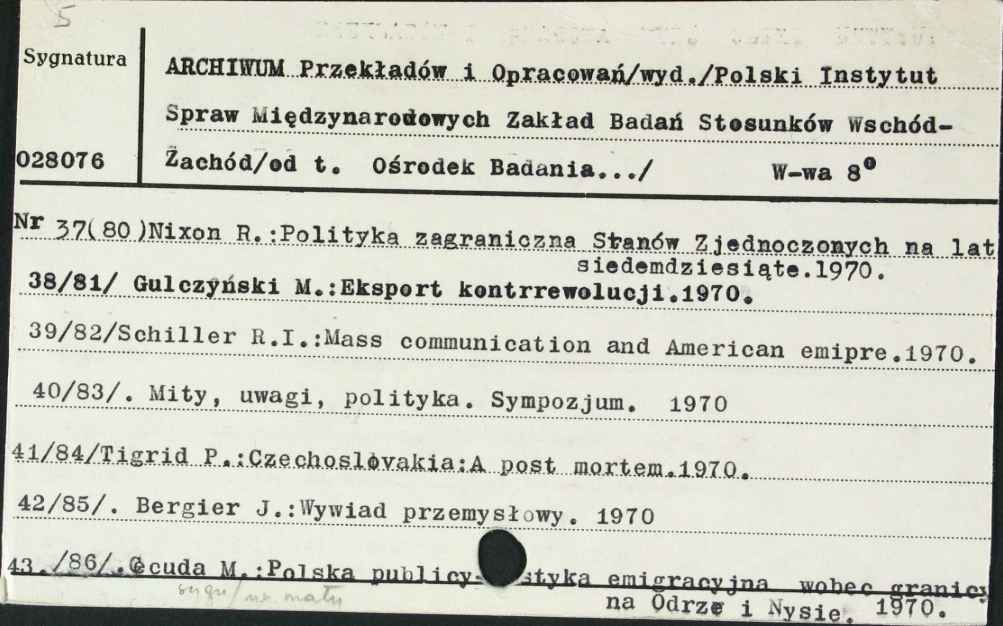 5
Sygnatura
ARCHIWUM Przekładów i Opracowań/wyd./Polski Instytut
Spraw Międzynarodowych Zakład Badań Stosunków Wschód-
028076 Zachód/od t. Ośrodek Badania.../ W-wa 8°
Nr 37(80)Nixon R.:Polityka zagraniczna Stanów Zjednoczonych na lat
siedemdziesiąte.1970.
38/81/ Gulczyński M.:Eksport kontrrewolucji.1970.
39/82/Schiller R.I.:Mass communication and American emipre.1970.
40/83/. Mity, uwagi, polityka. Sympozjum. 1970
41/84/Tigrid P.:Czechoslovakia:A post mortem.1970.
42/85/. Bergier J.:Wywiad przemysłowy. 1970
43./86/. M.:Polska emigracyjna wobec granicy
na Odrze i Nysie. 1970.